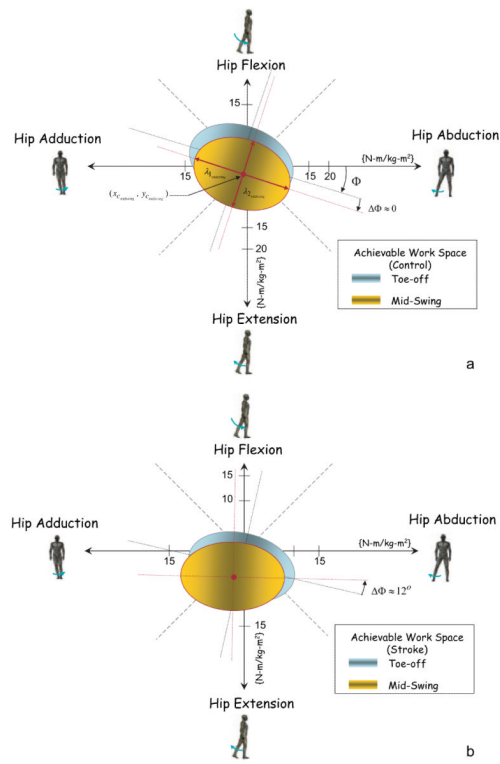 Hip Flexion
15
Hip Adduction
{N-m/kg-m²}
Hip Abduction
15
15 20
Φ
λ1
λ2
ΔΦ ≈ 0
15
20
{N-m/kg-m²}
Achievable Work Space
(Control)
Toe-off
Mid-Swing
Hip Extension
a
Hip Flexion
15
10
Hip Adduction
{N-m/kg-m²}
Hip Abduction
15
15
ΔΦ ≈ 12°
15
{N-m/kg-m²}
Achievable Work Space
(Stroke)
Toe-off
Mid-Swing
Hip Extension
b